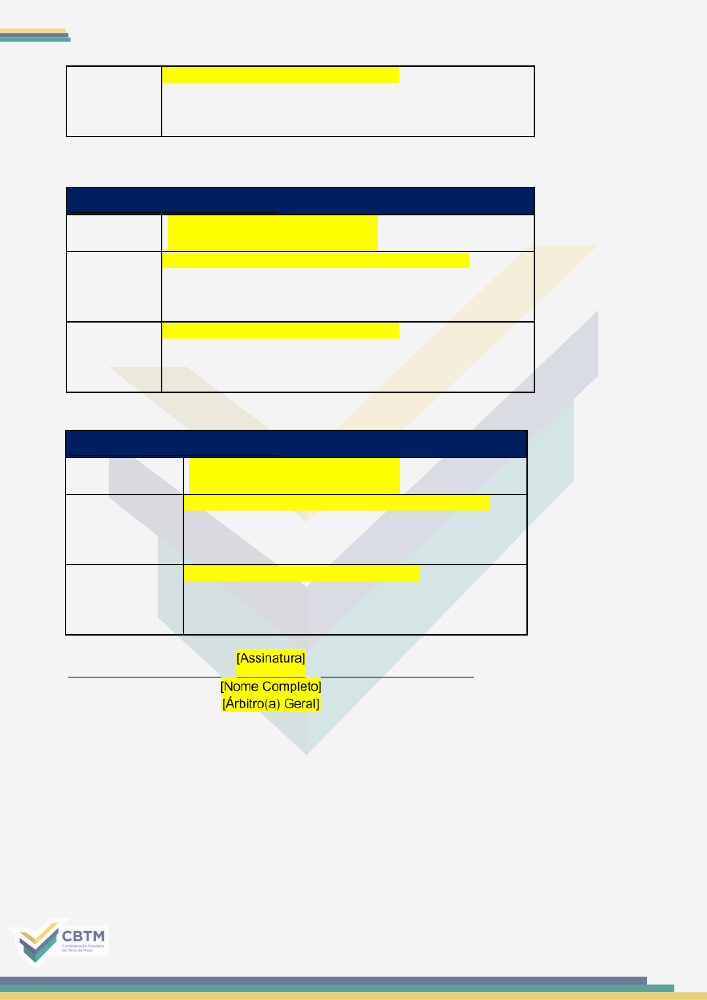 [Assinatura]
[Nome Completo]
[Árbitro(a) Geral]
CBTM
Confederação Brasileira
de Tênis de Mesa